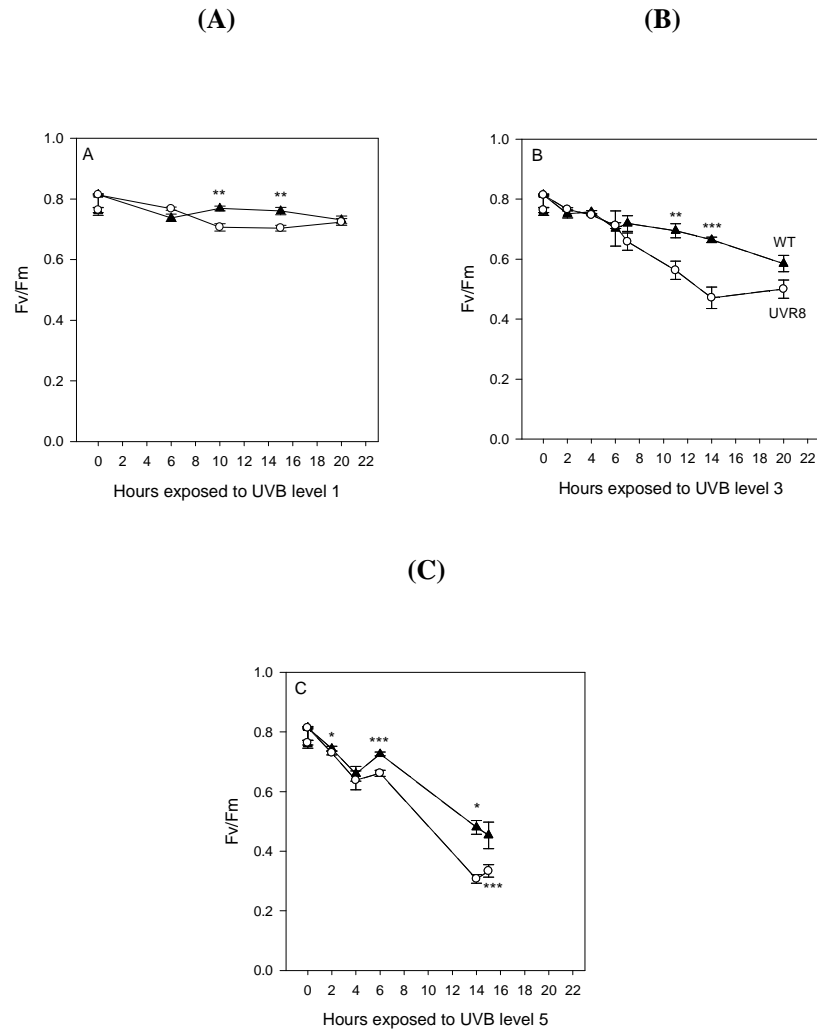 (A)
(B)
A
1.0
0.8
0.6
0.4
0.2
0.0
Fv/Fm
** **
0 2 4 6 8 10 12 14 16 18 20 22
Hours exposed to UVB level 1
B
1.0
0.8
0.6
0.4
0.2
0.0
Fv/Fm
** ***
WT
UVR8
0 2 4 6 8 10 12 14 16 18 20 22
Hours exposed to UVB level 3
(C)
C
1.0
0.8
0.6
0.4
0.2
0.0
Fv/Fm
* ***
*
***
0 2 4 6 8 10 12 14 16 18 20 22
Hours exposed to UVB level 5